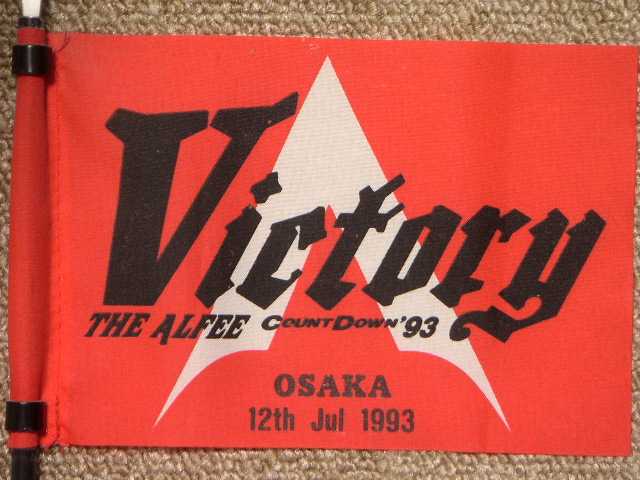 Victory
THE ALFEE COUNTDOWN'93
OSAKA
12th Jul 1993